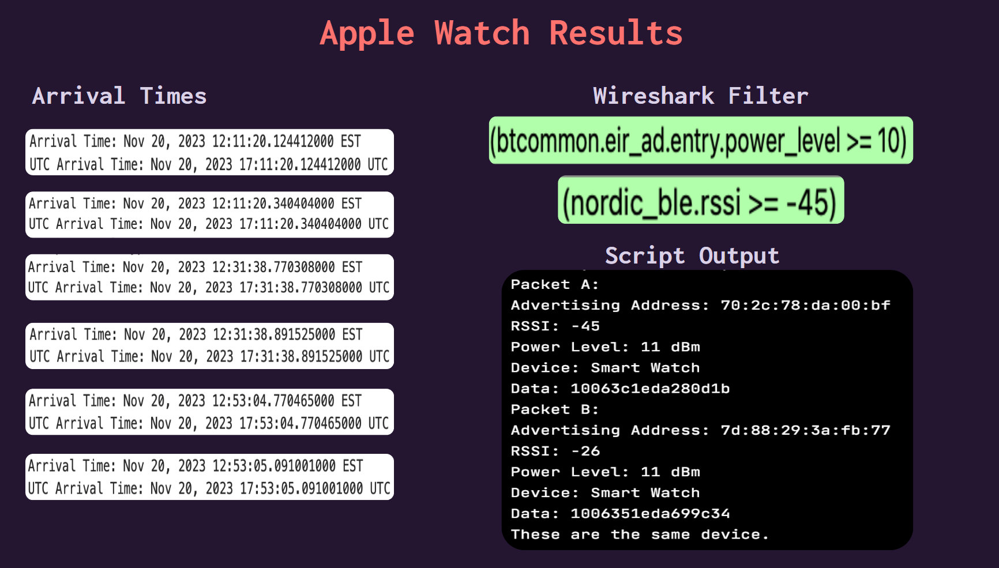 Apple Watch Results
Arrival Times
Arrival Time: Nov 20, 2023 12:11:20.124412000 EST
UTC Arrival Time: Nov 20, 2023 17:11:20.124412000 UTC
Arrival Time: Nov 20, 2023 12:11:20.340404000 EST
UTC Arrival Time: Nov 20, 2023 17:11:20.340404000 UTC
Arrival Time: Nov 20, 2023 12:31:38.770308000 EST
UTC Arrival Time: Nov 20, 2023 17:31:38.770308000 UTC
Arrival Time: Nov 20, 2023 12:31:38.891525000 EST
UTC Arrival Time: Nov 20, 2023 17:31:38.891525000 UTC
Arrival Time: Nov 20, 2023 12:53:04.770465000 EST
UTC Arrival Time: Nov 20, 2023 17:53:04.770465000 UTC
Arrival Time: Nov 20, 2023 12:53:05.091001000 EST
UTC Arrival Time: Nov 20, 2023 17:53:05.091001000 UTC
Wireshark Filter
(btcommon.eir_ad.entry.power_level >= 10)
(nordic_ble.rssi >= -45)
Script Output
Packet A:
Advertising Address: 70:2c:78:da:00:bf
RSSI: -45
Power Level: 11 dBm
Device: Smart Watch
Data: 10063c1eda280d1b
Packet B:
Advertising Address: 7d:88:29:3a:fb:77
RSSI: -26
Power Level: 11 dBm
Device: Smart Watch
Data: 1006351eda699c34
These are the same device.